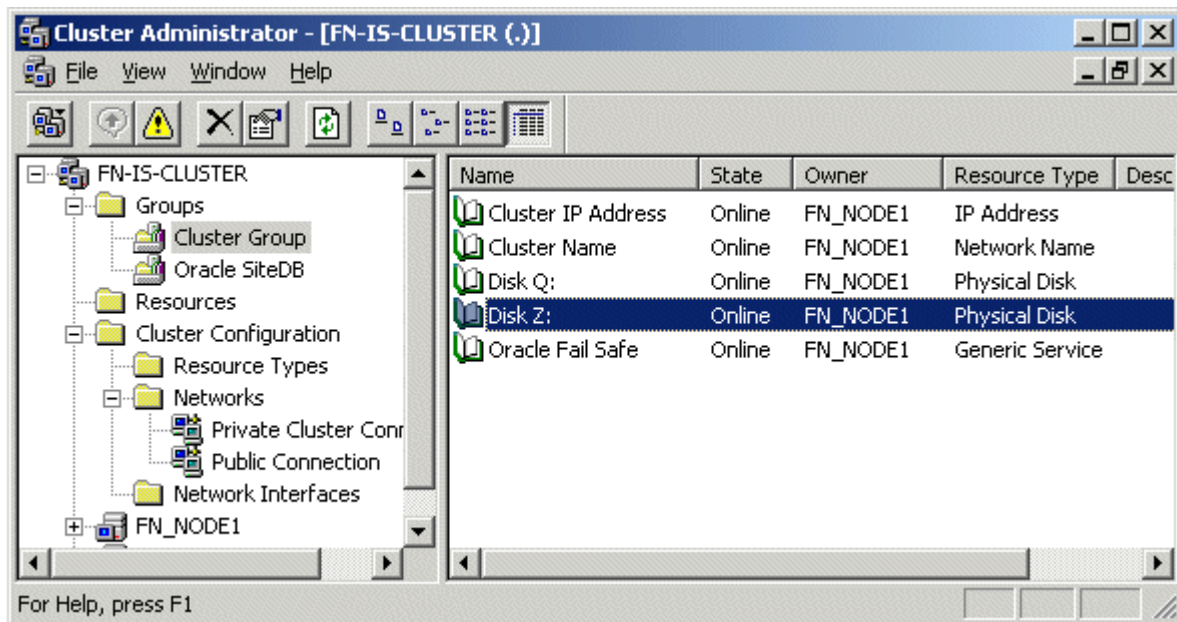 Cluster Administrator - [FN-IS-CLUSTER (.)]
File View Window Help
FN-IS-CLUSTER
Groups
Cluster Group
Oracle SiteDB
Resources
Cluster Configuration
Resource Types
Networks
Private Cluster Conr
Public Connection
Network Interfaces
FN_NODE1
Name State Owner Resource Type Desc
Cluster IP Address Online FN_NODE1 IP Address
Cluster Name Online FN_NODE1 Network Name
Disk Q: Online FN_NODE1 Physical Disk
Disk Z: Online FN_NODE1 Physical Disk
Oracle Fail Safe Online FN_NODE1 Generic Service
For Help, press F1